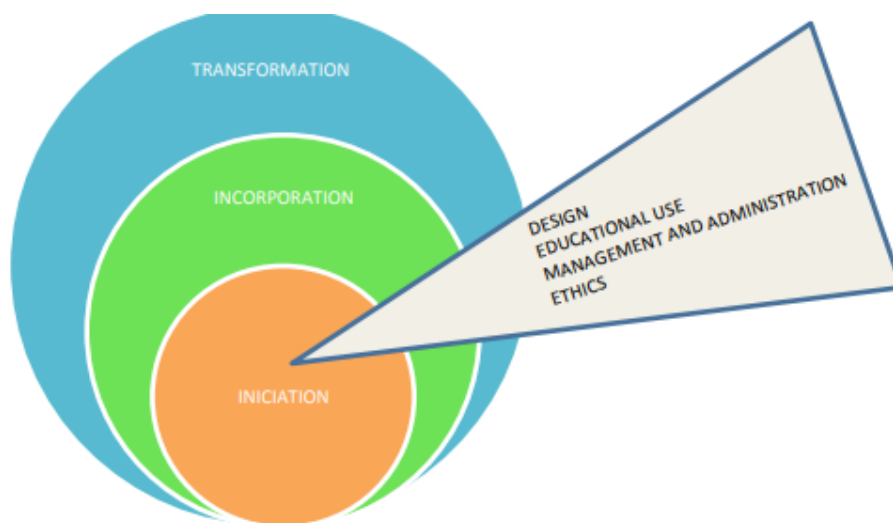 TRANSFORMATION
INCORPORATION
INICIATION
DESIGN
EDUCATIONAL USE
MANAGEMENT AND ADMINISTRATION
ETHICS